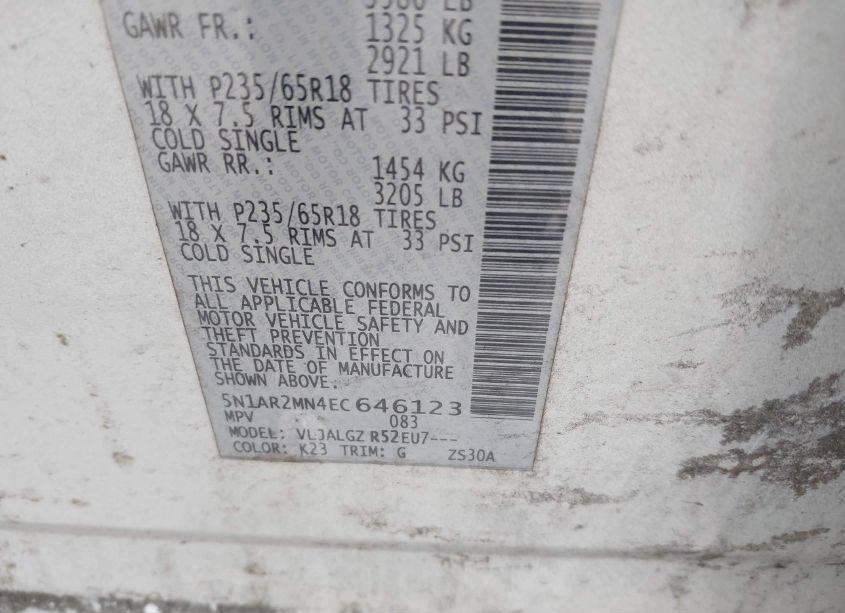 GAWR FR.: 1325 KG
2921 LB
WITH P235/65R18 TIRES
18 X 7.5 RIMS AT 33 PSI
COLD SINGLE
GAWR RR.: 1454 KG
3205 LB
WITH P235/65R18 TIRES
18 X 7.5 RIMS AT 33 PSI
COLD SINGLE
THIS VEHICLE CONFORMS TO
ALL APPLICABLE FEDERAL
MOTOR VEHICLE SAFETY AND
THEFT PREVENTION
STANDARDS IN EFFECT ON
THE DATE OF MANUFACTURE
SHOWN ABOVE.
5N1AR2MN4EC646123
MPV 083
MODEL: VLJALGZ R52EU7---
COLOR: K23 TRIM: G ZS30A